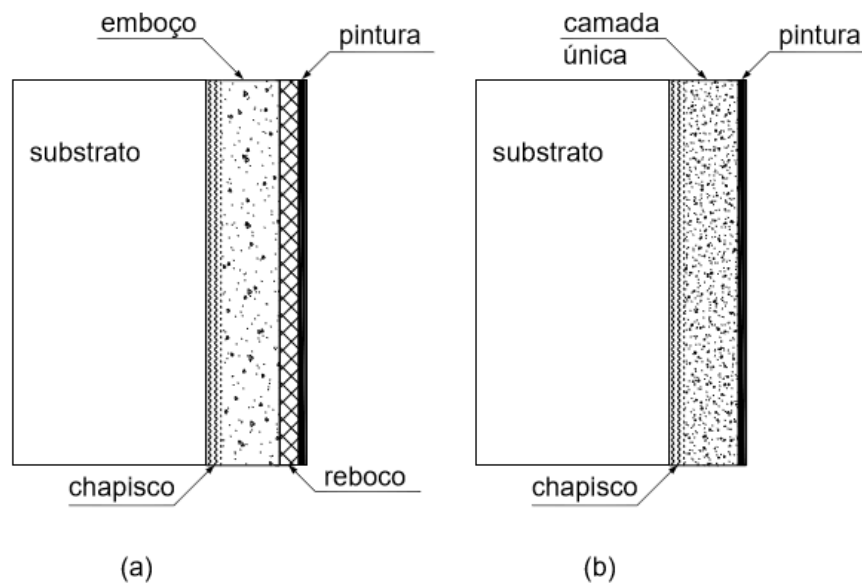 emboço
pintura
substrato
chapisco
reboco
(a)
camada
única
pintura
substrato
chapisco
(b)